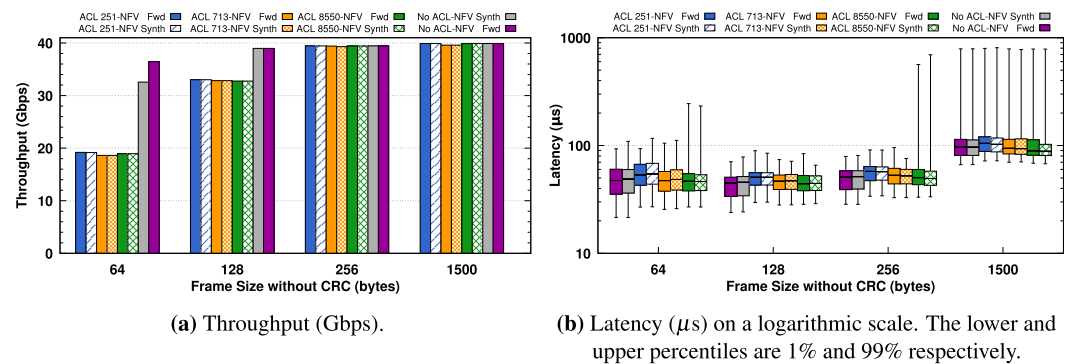 ACL 251-NFV Fwd ACL 713-NFV Fwd ACL 8550-NFV Fwd No ACL-NFV Synth
ACL 251-NFV Synth ACL 713-NFV Synth ACL 8550-NFV Synth No ACL-NFV Fwd
40
30
20
10
0
Throughput (Gbps)
64 128 256 1500
Frame Size without CRC (bytes)
(a) Throughput (Gbps).
ACL 251-NFV Fwd ACL 713-NFV Fwd ACL 8550-NFV Fwd No ACL-NFV Synth
ACL 251-NFV Synth ACL 713-NFV Synth ACL 8550-NFV Synth No ACL-NFV Fwd
1000
100
10
Latency (µs)
64 128 256 1500
Frame Size without CRC (bytes)
(b) Latency (µs) on a logarithmic scale. The lower and
upper percentiles are 1% and 99% respectively.